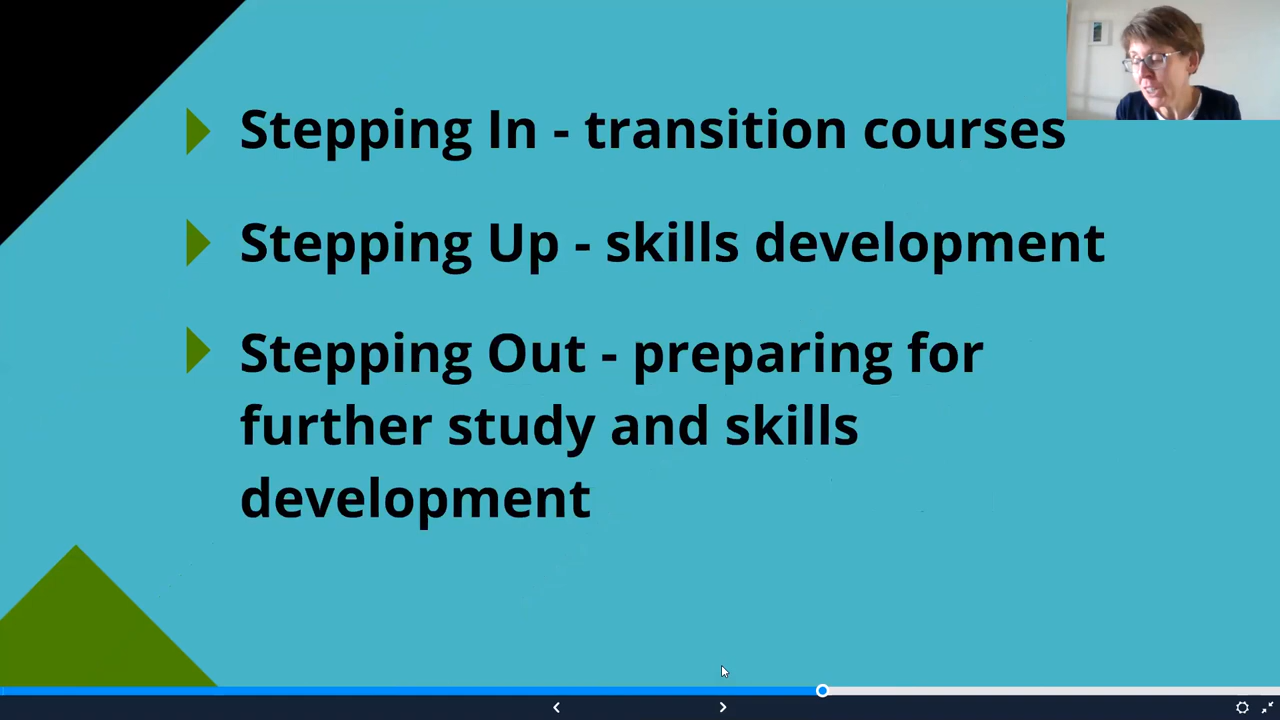 Stepping In - transition courses
Stepping Up - skills development
Stepping Out - preparing for
further study and skills
development